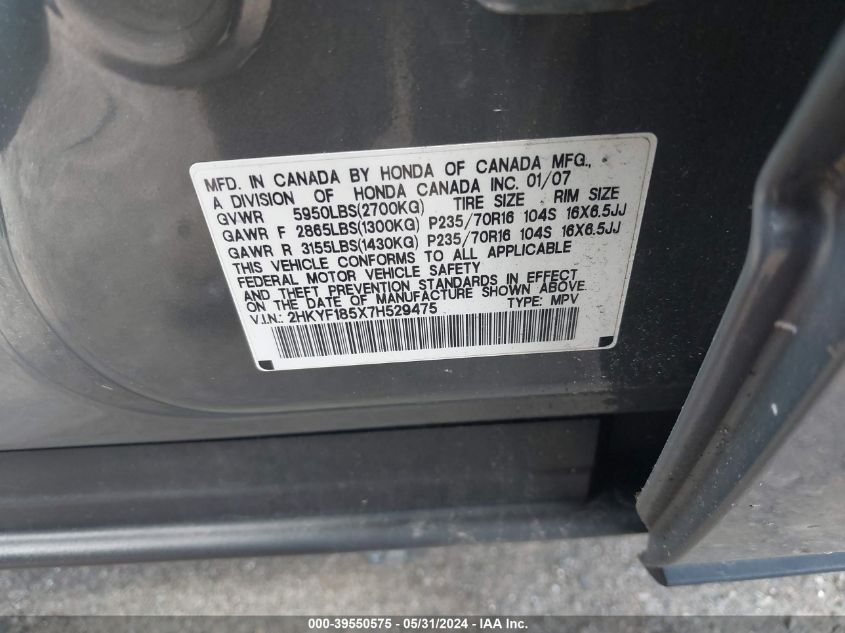 MFD. IN CANADA BY HONDA OF CANADA MFG.,
A DIVISION OF HONDA CANADA INC. 01/07
GVWR 5950LBS(2700KG) TIRE SIZE RIM SIZE
GAWR F 2865LBS(1300KG) P235/70R16 104S 16X6.5JJ
GAWR R 3155LBS(1430KG) P235/70R16 104S 16X6.5JJ
THIS VEHICLE CONFORMS TO ALL APPLICABLE
FEDERAL MOTOR VEHICLE SAFETY
AND THEFT PREVENTION STANDARDS IN EFFECT
ON THE DATE OF MANUFACTURE SHOWN ABOVE.
V.I.N.: 2HKYF185X7H529475 TYPE: MPV
000-39550575 - 05/31/2024 - IAA Inc.